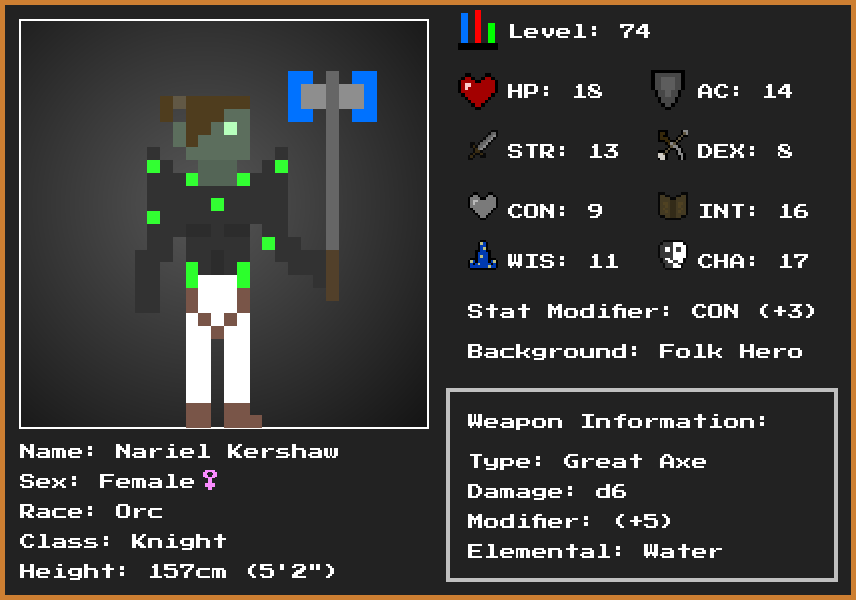 Level: 74
HP: 18 AC: 14
STR: 13 DEX: 8
CON: 9 INT: 16
WIS: 11 CHA: 17
Stat Modifier: CON (+3)
Background: Folk Hero
Weapon Information:
Type: Great Axe
Damage: d6
Modifier: (+5)
Elemental: Water
Name: Nariel Kershaw
Sex: Female♀
Race: Orc
Class: Knight
Height: 157cm (5'2")